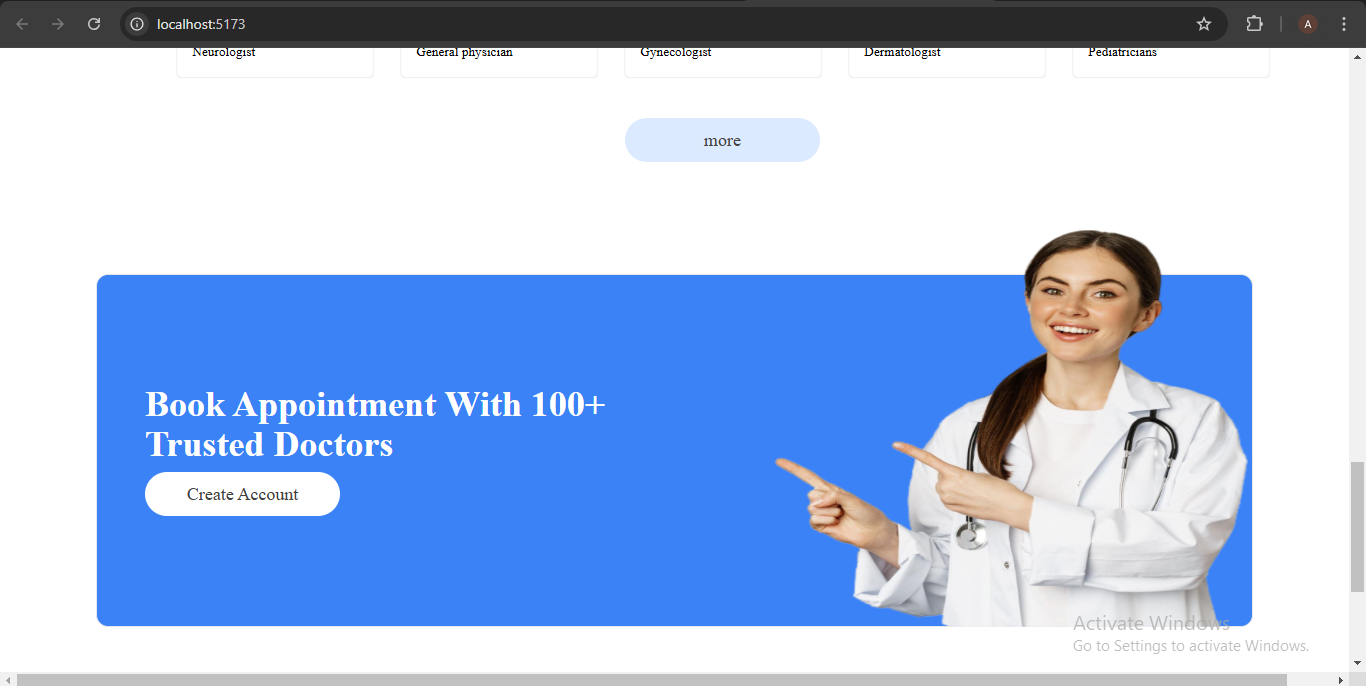 localhost:5173
A
Neurologist General physician Gynecologist Dermatologist Pediatricians
more
Book Appointment With 100+
Trusted Doctors
Create Account
Activate Windows
Go to Settings to activate Windows.